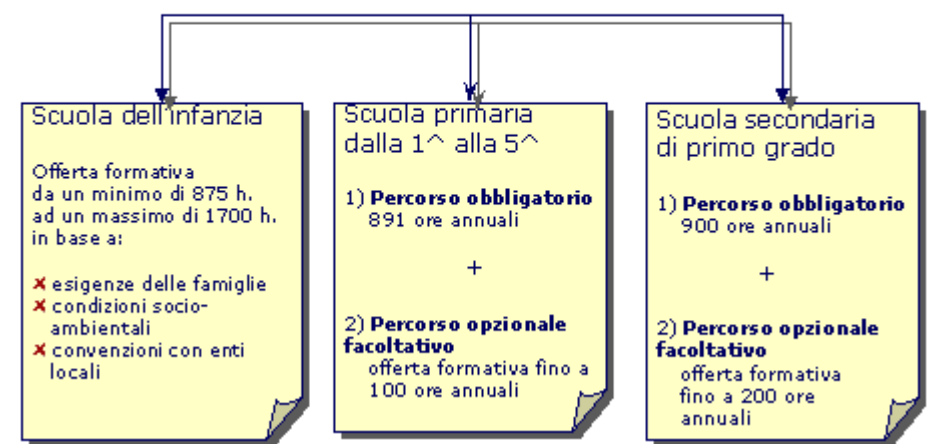 Scuola dell'infanzia
Offerta formativa
da un minimo di 875 h.
ad un massimo di 1700 h.
in base a:
esigenze delle famiglie
condizioni socio-
ambientali
convenzioni con enti
locali
Scuola primaria
dalla 1^ alla 5^
1) Percorso obbligatorio
891 ore annuali
+
2) Percorso opzionale
facoltativo
offerta formativa fino a
100 ore annuali
Scuola secondaria
di primo grado
1) Percorso obbligatorio
900 ore annuali
+
2) Percorso opzionale
facoltativo
offerta formativa
fino a 200 ore
annuali